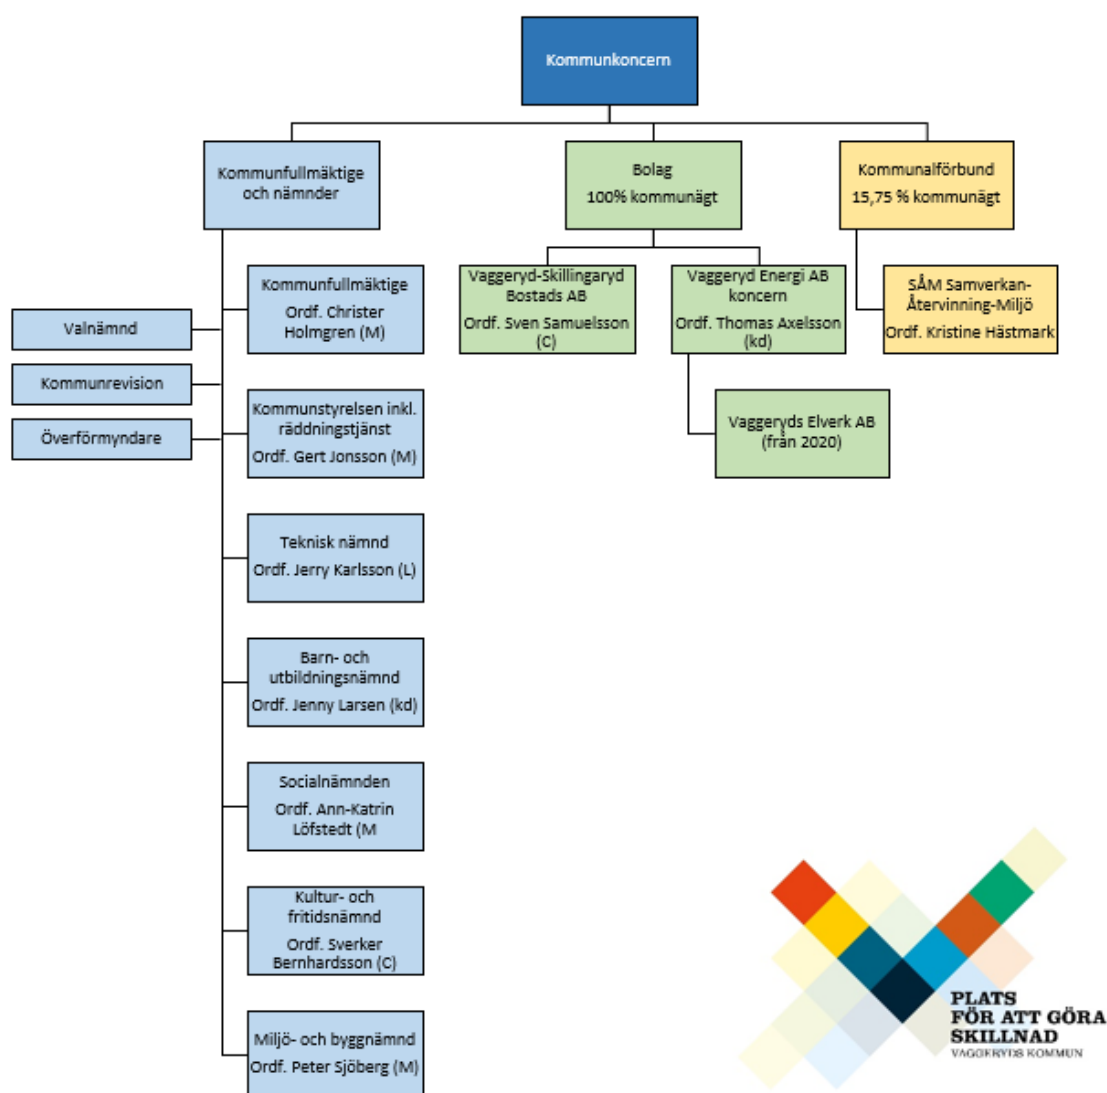 Kommunkoncern
Kommunfullmäktige
och nämnder
Bolag
100% kommunägt
Kommunalförbund
15,75 % kommunägt
Kommunfullmäktige
Ordf. Christer
Holmgren (M)
Vaggeryd-Skillingaryd
Bostads AB
Ordf. Sven Samuelsson
(C)
Vaggeryd Energi AB
koncern
Ordf. Thomas Axelsson
(kd)
SÅM Samverkan-
Återvinning-Miljö
Ordf. Kristine Hästmark
Valnämnd
Kommunrevision
Överförmyndare
Kommunstyrelsen inkl.
räddningstjänst
Ordf. Gert Jonsson (M)
Vaggeryds Elverk AB
(från 2020)
Teknisk nämnd
Ordf. Jerry Karlsson (L)
Barn- och
utbildningsnämnd
Ordf. Jenny Larsen (kd)
Socialnämnden
Ordf. Ann-Katrin
Löfstedt (M
Kultur- och
fritidsnämnd
Ordf. Sverker
Bernhardsson (C)
Miljö- och byggnämnd
Ordf. Peter Sjöberg (M)
PLATS
FÖR ATT GÖRA
SKILLNAD
VAGGERYDS KOMMUN